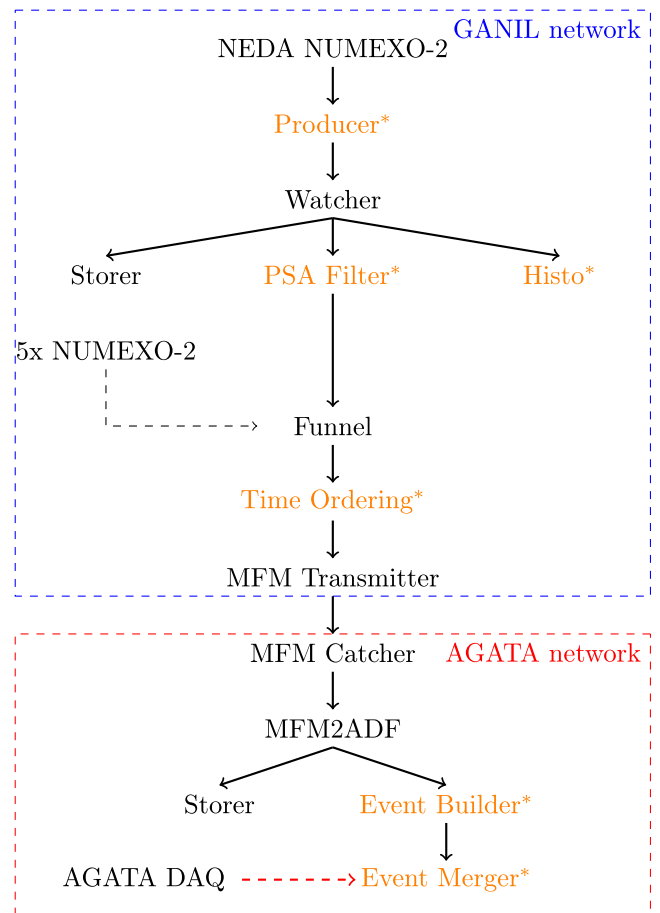 GANIL network
NEDA NUMEXO-2
Producer*
Watcher
Storer PSA Filter* Histo*
5x NUMEXO-2
Funnel
Time Ordering*
MFM Transmitter
MFM Catcher AGATA network
MFM2ADF
Storer Event Builder*
AGATA DAQ Event Merger*